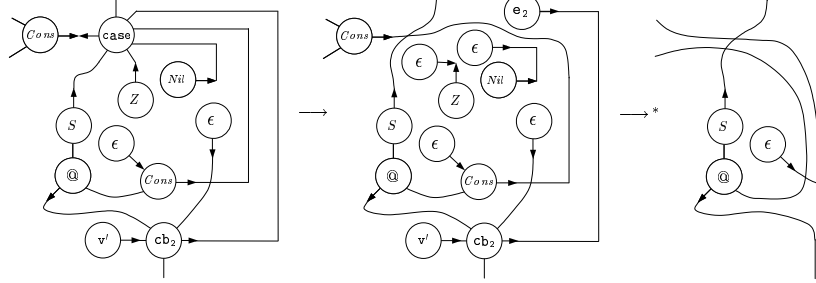 Cons case Nil Z ϵ S ϵ @ Cons v′ cb₂
⟶
e₂ Cons ϵ ϵ Nil Z ϵ S ϵ @ Cons v′ cb₂
⟶*
S ϵ @